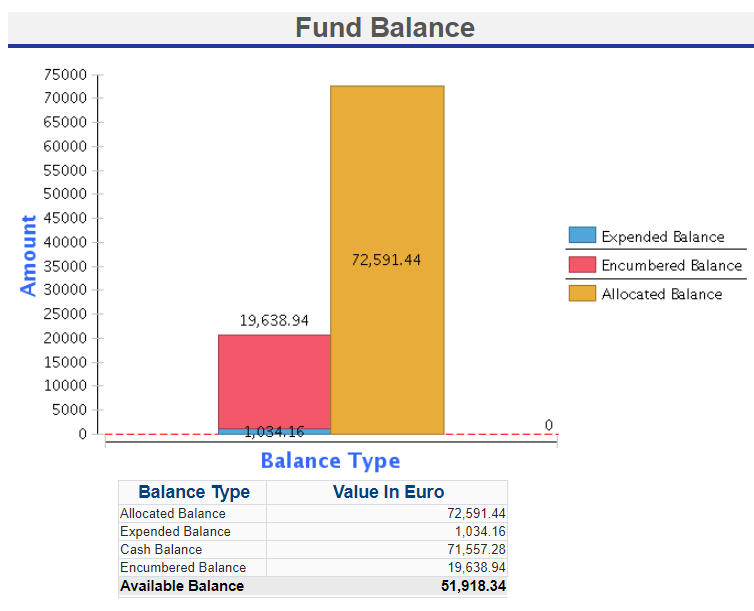 Fund Balance
75000
70000
65000
60000
55000
50000
45000
40000
35000
30000
25000
20000
15000
10000
5000
0
Amount
72,591.44
19,638.94
1,034.16
0
Balance Type
Expended Balance
Encumbered Balance
Allocated Balance
Balance Type Value In Euro
Allocated Balance 72,591.44
Expended Balance 1,034.16
Cash Balance 71,557.28
Encumbered Balance 19,638.94
Available Balance 51,918.34